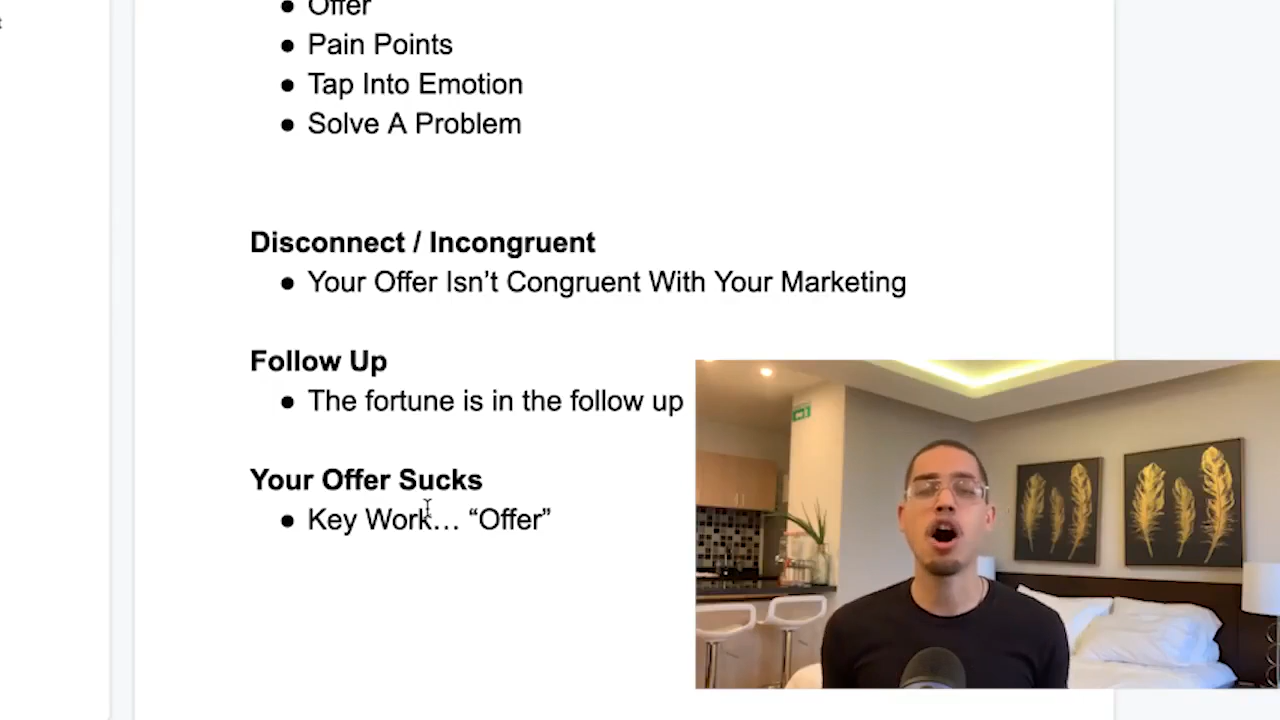 Offer
Pain Points
Tap Into Emotion
Solve A Problem
Disconnect / Incongruent
Your Offer Isn’t Congruent With Your Marketing
Follow Up
The fortune is in the follow up
Your Offer Sucks
Key Work… “Offer”